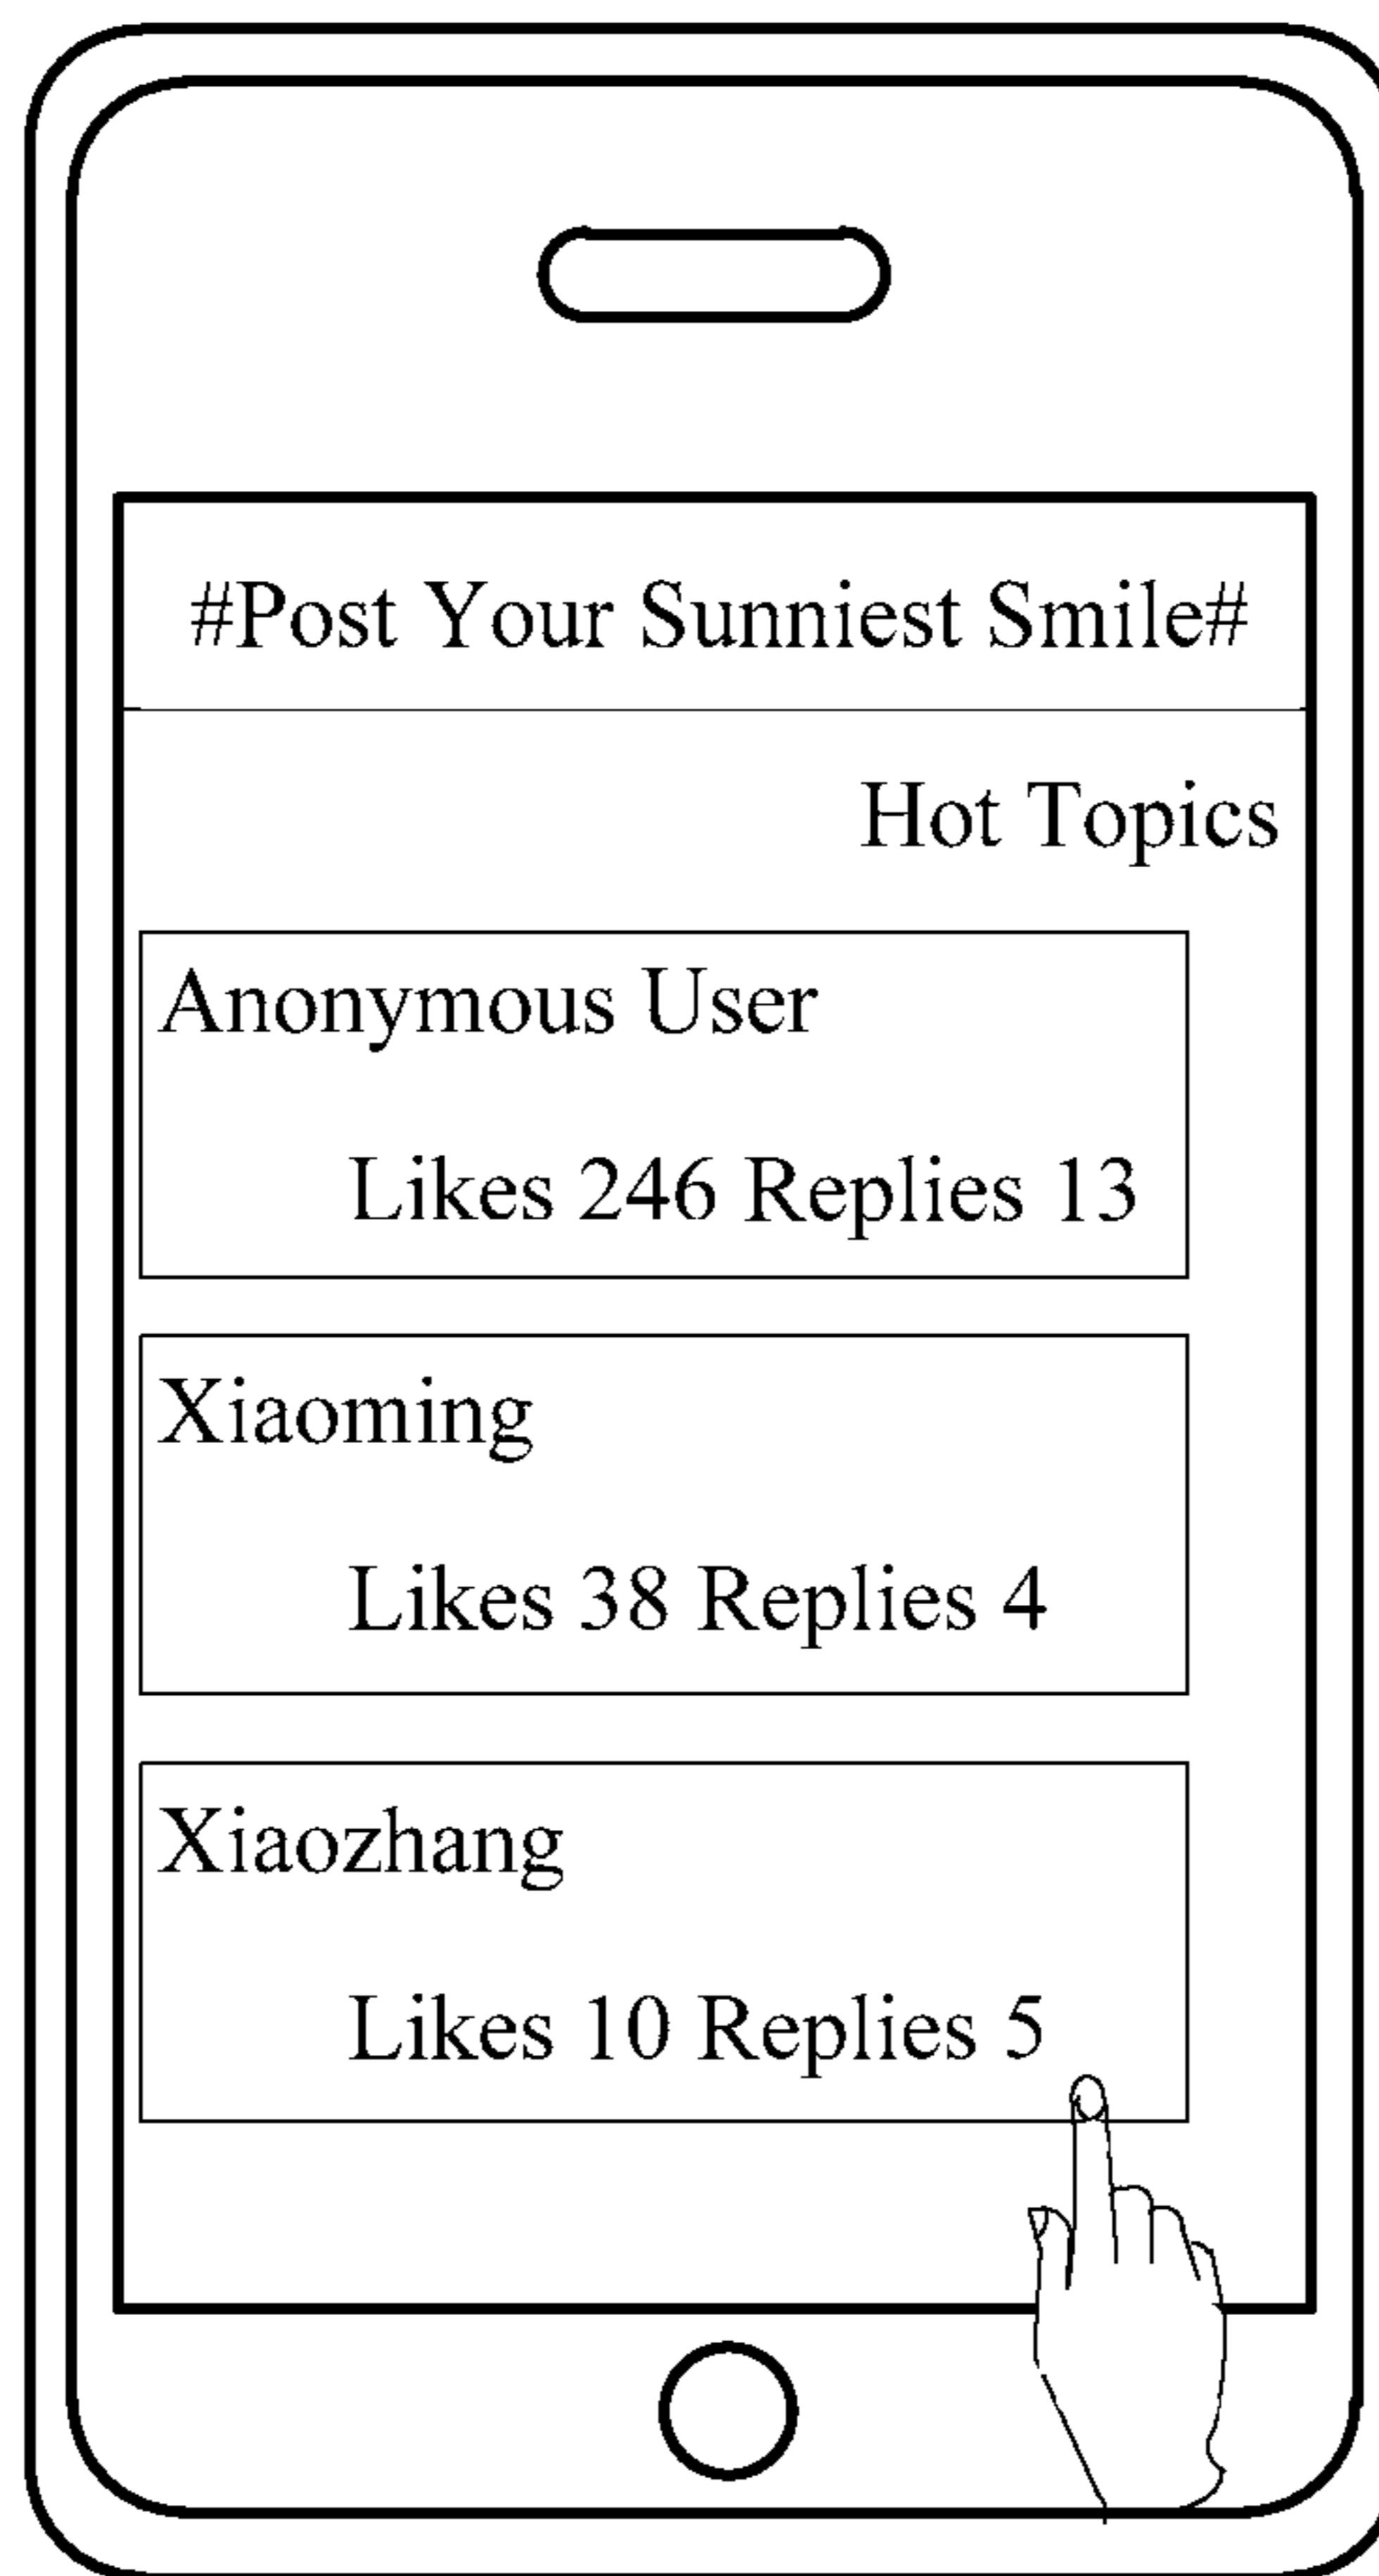 #Post Your Sunniest Smile#
Hot Topics
Anonymous User
Likes 246 Replies 13
Xiaoming
Likes 38 Replies 4
Xiaozhang
Likes 10 Replies 5